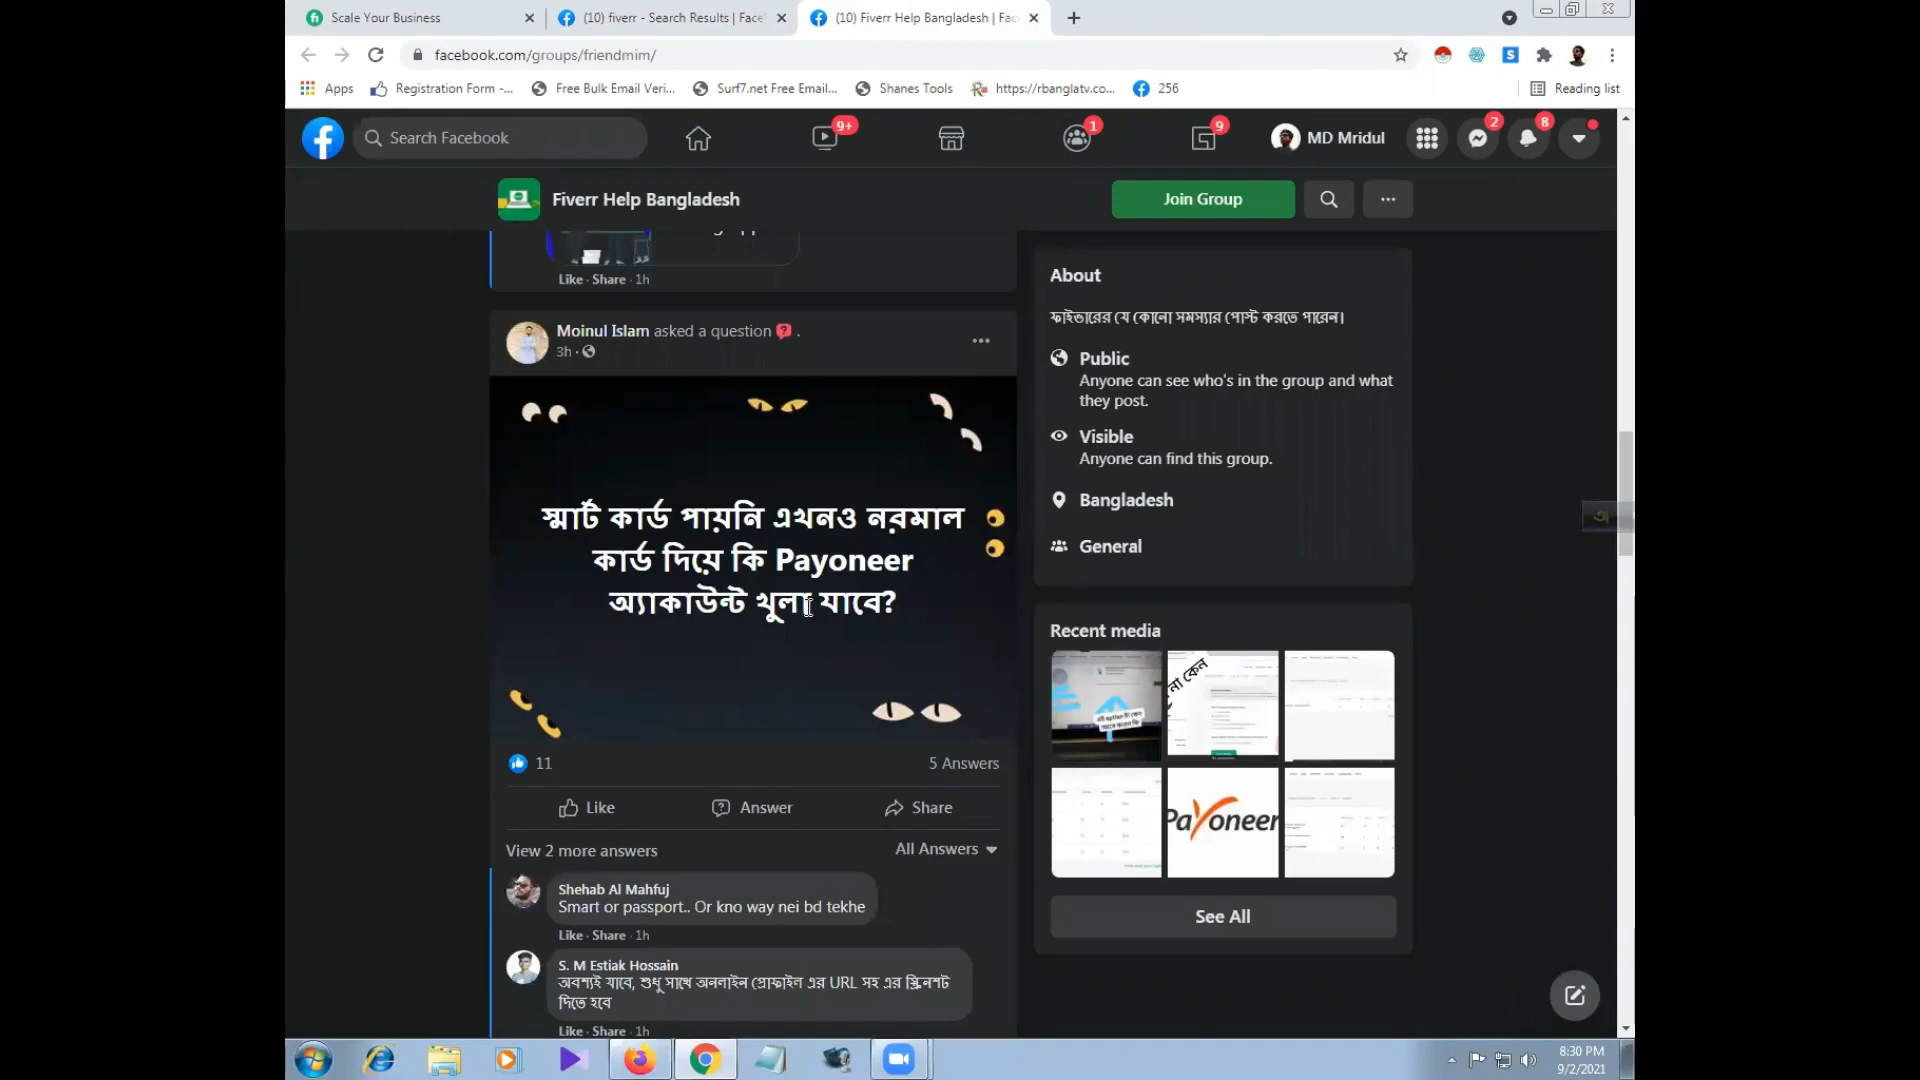 Scale Your Business
(10) fiverr - Search Results | Face
(10) Fiverr Help Bangladesh | Fac
facebook.com/groups/friendmim/
Apps
Registration Form -...
Free Bulk Email Veri...
Surf7.net Free Email...
Shanes Tools
https://rbanglatv.co...
256
Reading list
Search Facebook
9+
1
9
MD Mridul
2
8
Fiverr Help Bangladesh
Join Group
Like · Share · 1h
Moinul Islam asked a question
3h ·
স্মার্ট কার্ড পায়নি এখনও নরমাল
কার্ড দিয়ে কি Payoneer
অ্যাকাউন্ট খুলা যাবে?
11
5 Answers
Like
Answer
Share
View 2 more answers
All Answers
Shehab Al Mahfuj
Smart or passport.. Or kno way nei bd tekhe
Like · Share · 1h
S. M Estiak Hossain
অবশ্যই যাবে, শুধু সাথে অনলাইন প্রোফাইল এর URL সহ এর স্ক্রিনশট
দিতে হবে
Like · Share · 1h
About
ফাইভারের যে কোনো সমস্যার পোস্ট করতে পারেন।
Public
Anyone can see who's in the group and what
they post.
Visible
Anyone can find this group.
Bangladesh
General
Recent media
না কেন
Payoneer
See All
অ
8:30 PM
9/2/2021